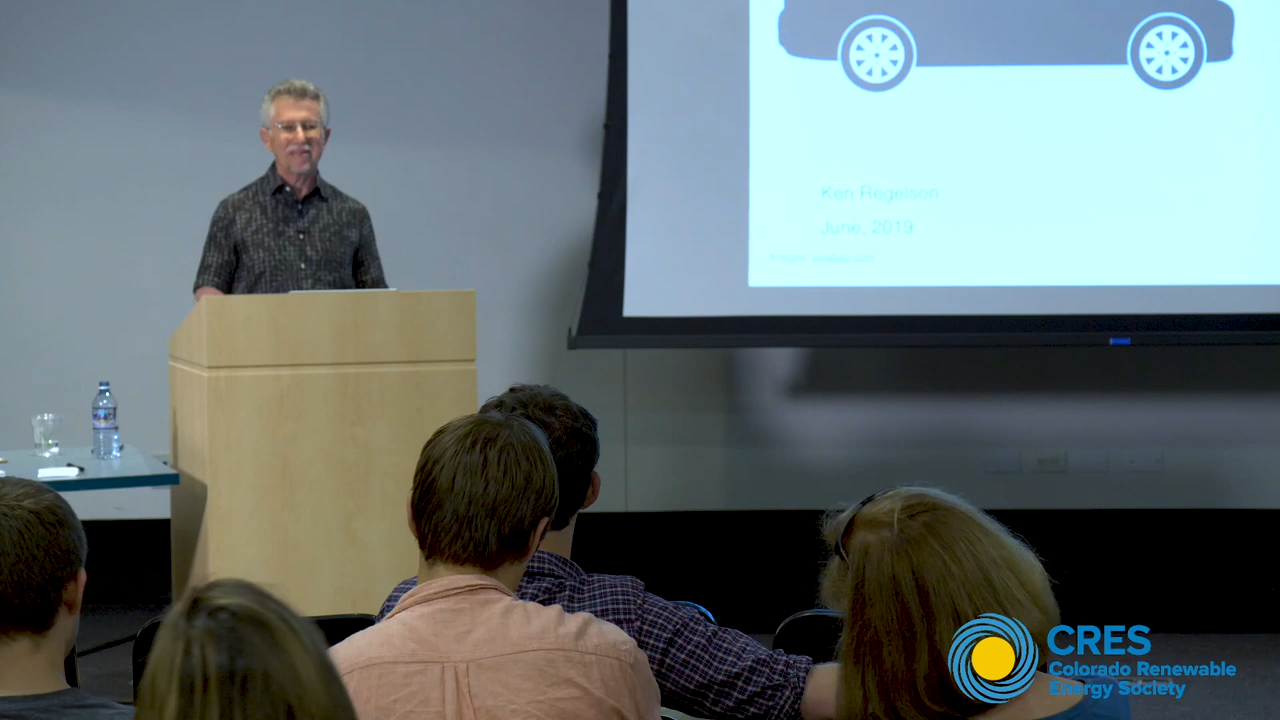 Ken Regelson
June, 2019
CRES
Colorado Renewable
Energy Society